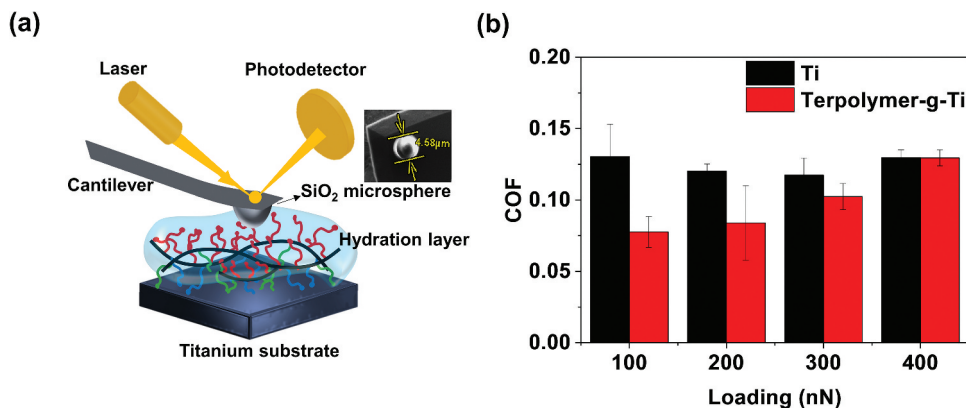 (a)
Laser
Photodetector
4.58μm
Cantilever
SiO₂ microsphere
Hydration layer
Titanium substrate
(b)
0.20
0.15
0.10
0.05
0.00
COF
Ti
Terpolymer-g-Ti
100 200 300 400
Loading (nN)